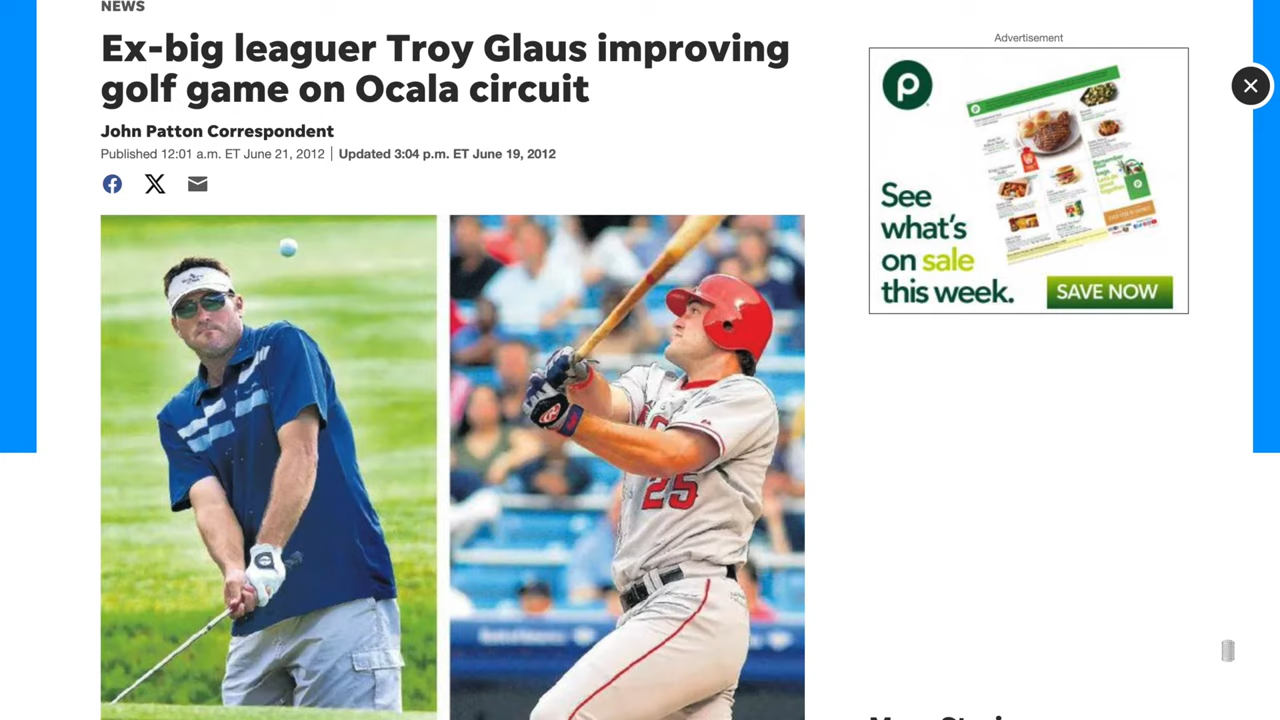 NEWS
Ex-big leaguer Troy Glaus improving
golf game on Ocala circuit
John Patton Correspondent
Published 12:01 a.m. ET June 21, 2012 | Updated 3:04 p.m. ET June 19, 2012
Advertisement
P
See
what's
on sale
this week.
SAVE NOW
25